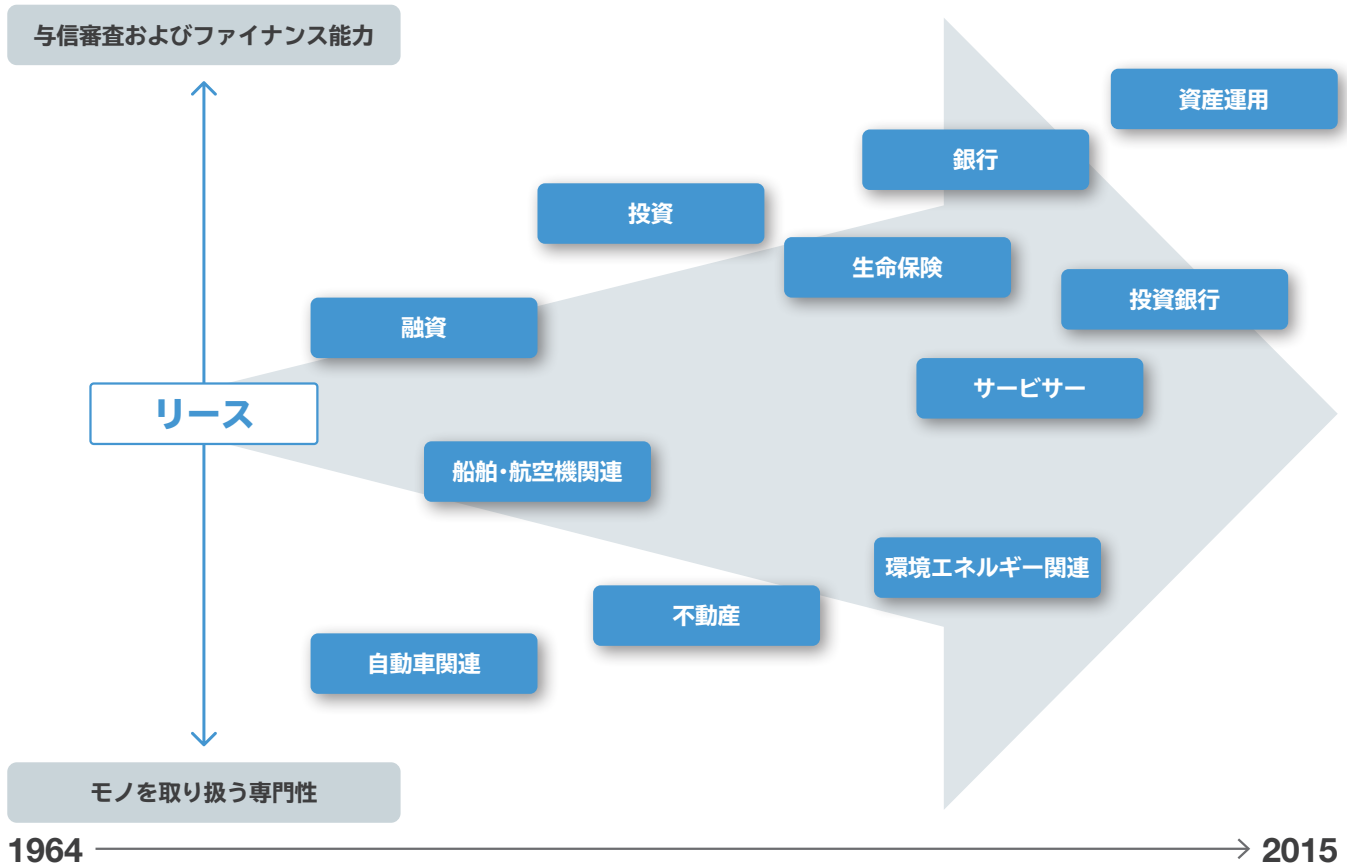 与信審査およびファイナンス能力
資産運用
銀行
投資
生命保険
投資銀行
融資
サービサー
リース
船舶・航空機関連
環境エネルギー関連
不動産
自動車関連
モノを取り扱う専門性
1964
2015